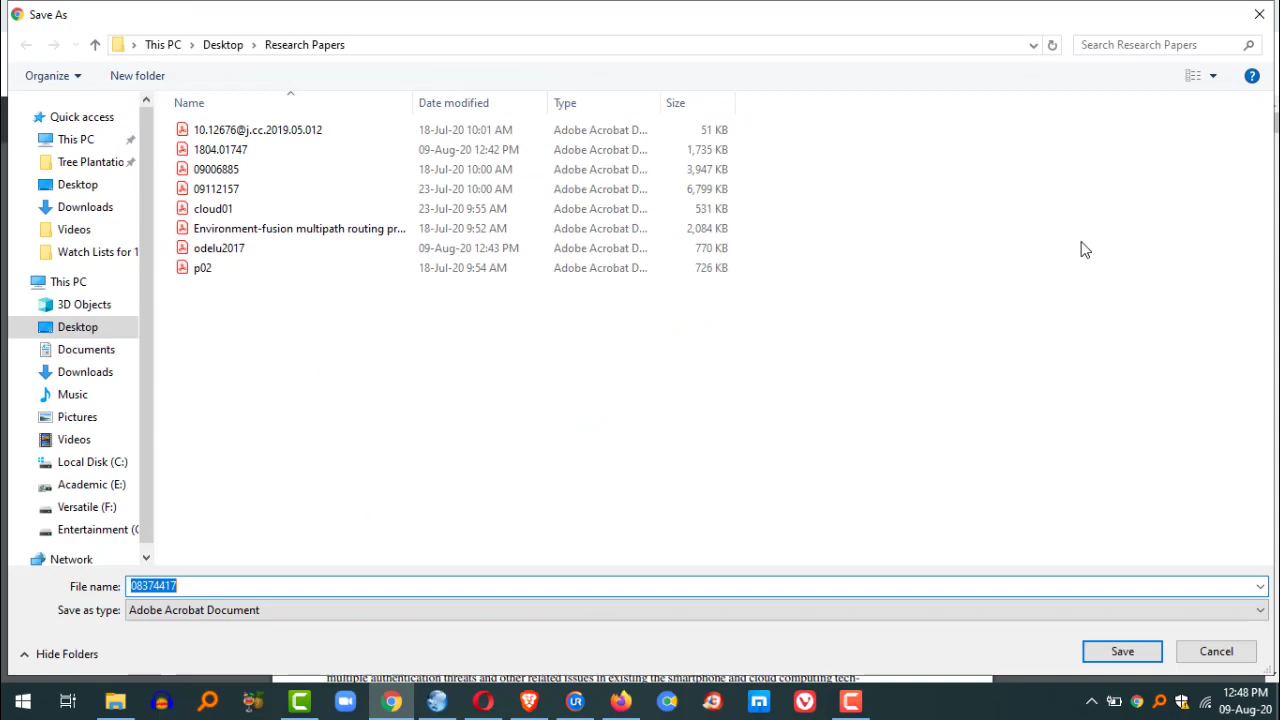 Save As
This PC Desktop Research Papers Search Research Papers
Organize New folder
Name Date modified Type Size
Quick access
This PC
Tree Plantatio
Desktop
Downloads
Videos
Watch Lists for 1
This PC
3D Objects
Desktop
Documents
Downloads
Music
Pictures
Videos
Local Disk (C:)
Academic (E:)
Versatile (F:)
Entertainment (
Network
10.12676@j.cc.2019.05.012 18-Jul-20 10:01 AM Adobe Acrobat D... 51 KB
1804.01747 09-Aug-20 12:42 PM Adobe Acrobat D... 1,735 KB
09006885 18-Jul-20 10:00 AM Adobe Acrobat D... 3,947 KB
09112157 23-Jul-20 10:00 AM Adobe Acrobat D... 6,799 KB
cloud01 23-Jul-20 9:55 AM Adobe Acrobat D... 531 KB
Environment-fusion multipath routing pr... 18-Jul-20 9:52 AM Adobe Acrobat D... 2,084 KB
odelu2017 09-Aug-20 12:43 PM Adobe Acrobat D... 770 KB
p02 18-Jul-20 9:54 AM Adobe Acrobat D... 726 KB
File name: 08374417
Save as type: Adobe Acrobat Document
Hide Folders Save Cancel
multiple authentication threats and other related issues in existing the smartphone and cloud computing tech-
12:48 PM
09-Aug-20